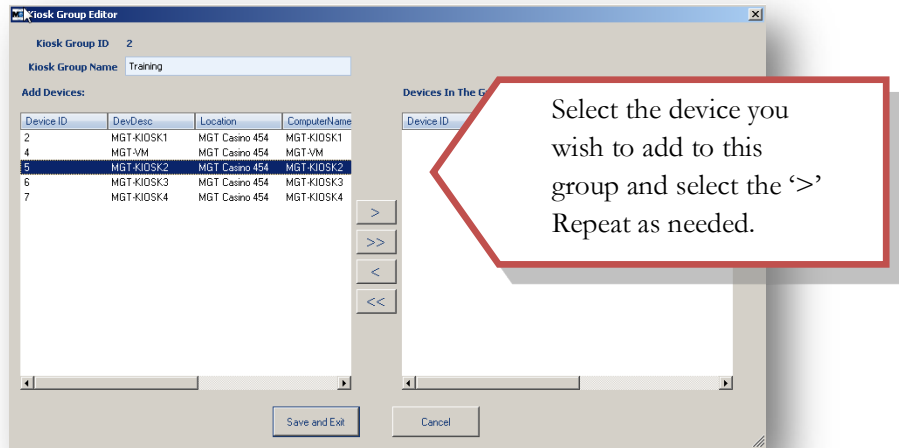 Kiosk Group Editor
Kiosk Group ID 2
Kiosk Group Name Training
Add Devices:
Devices In The G
Device ID DevDesc Location ComputerName
2 MGT-KIOSK1 MGT Casino 454 MGT-KIOSK1
4 MGT-VM MGT Casino 454 MGT-VM
5 MGT-KIOSK2 MGT Casino 454 MGT-KIOSK2
6 MGT-KIOSK3 MGT Casino 454 MGT-KIOSK3
7 MGT-KIOSK4 MGT Casino 454 MGT-KIOSK4
>
>>
<
<<
Device ID
Select the device you
wish to add to this
group and select the ‘>’
Repeat as needed.
Save and Exit
Cancel